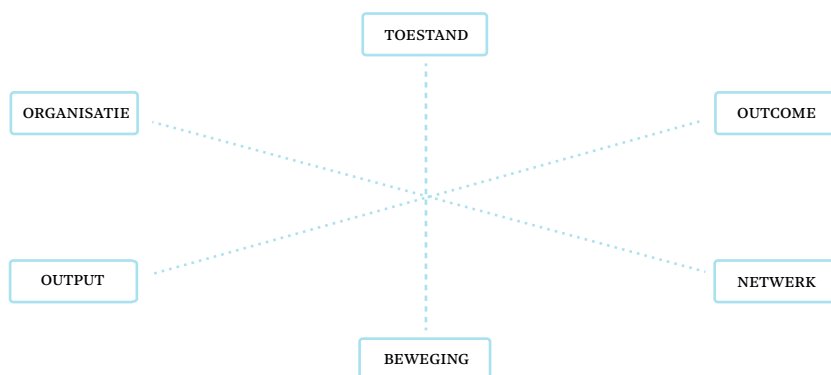 TOESTAND
ORGANISATIE
OUTCOME
OUTPUT
NETWERK
BEWEGING